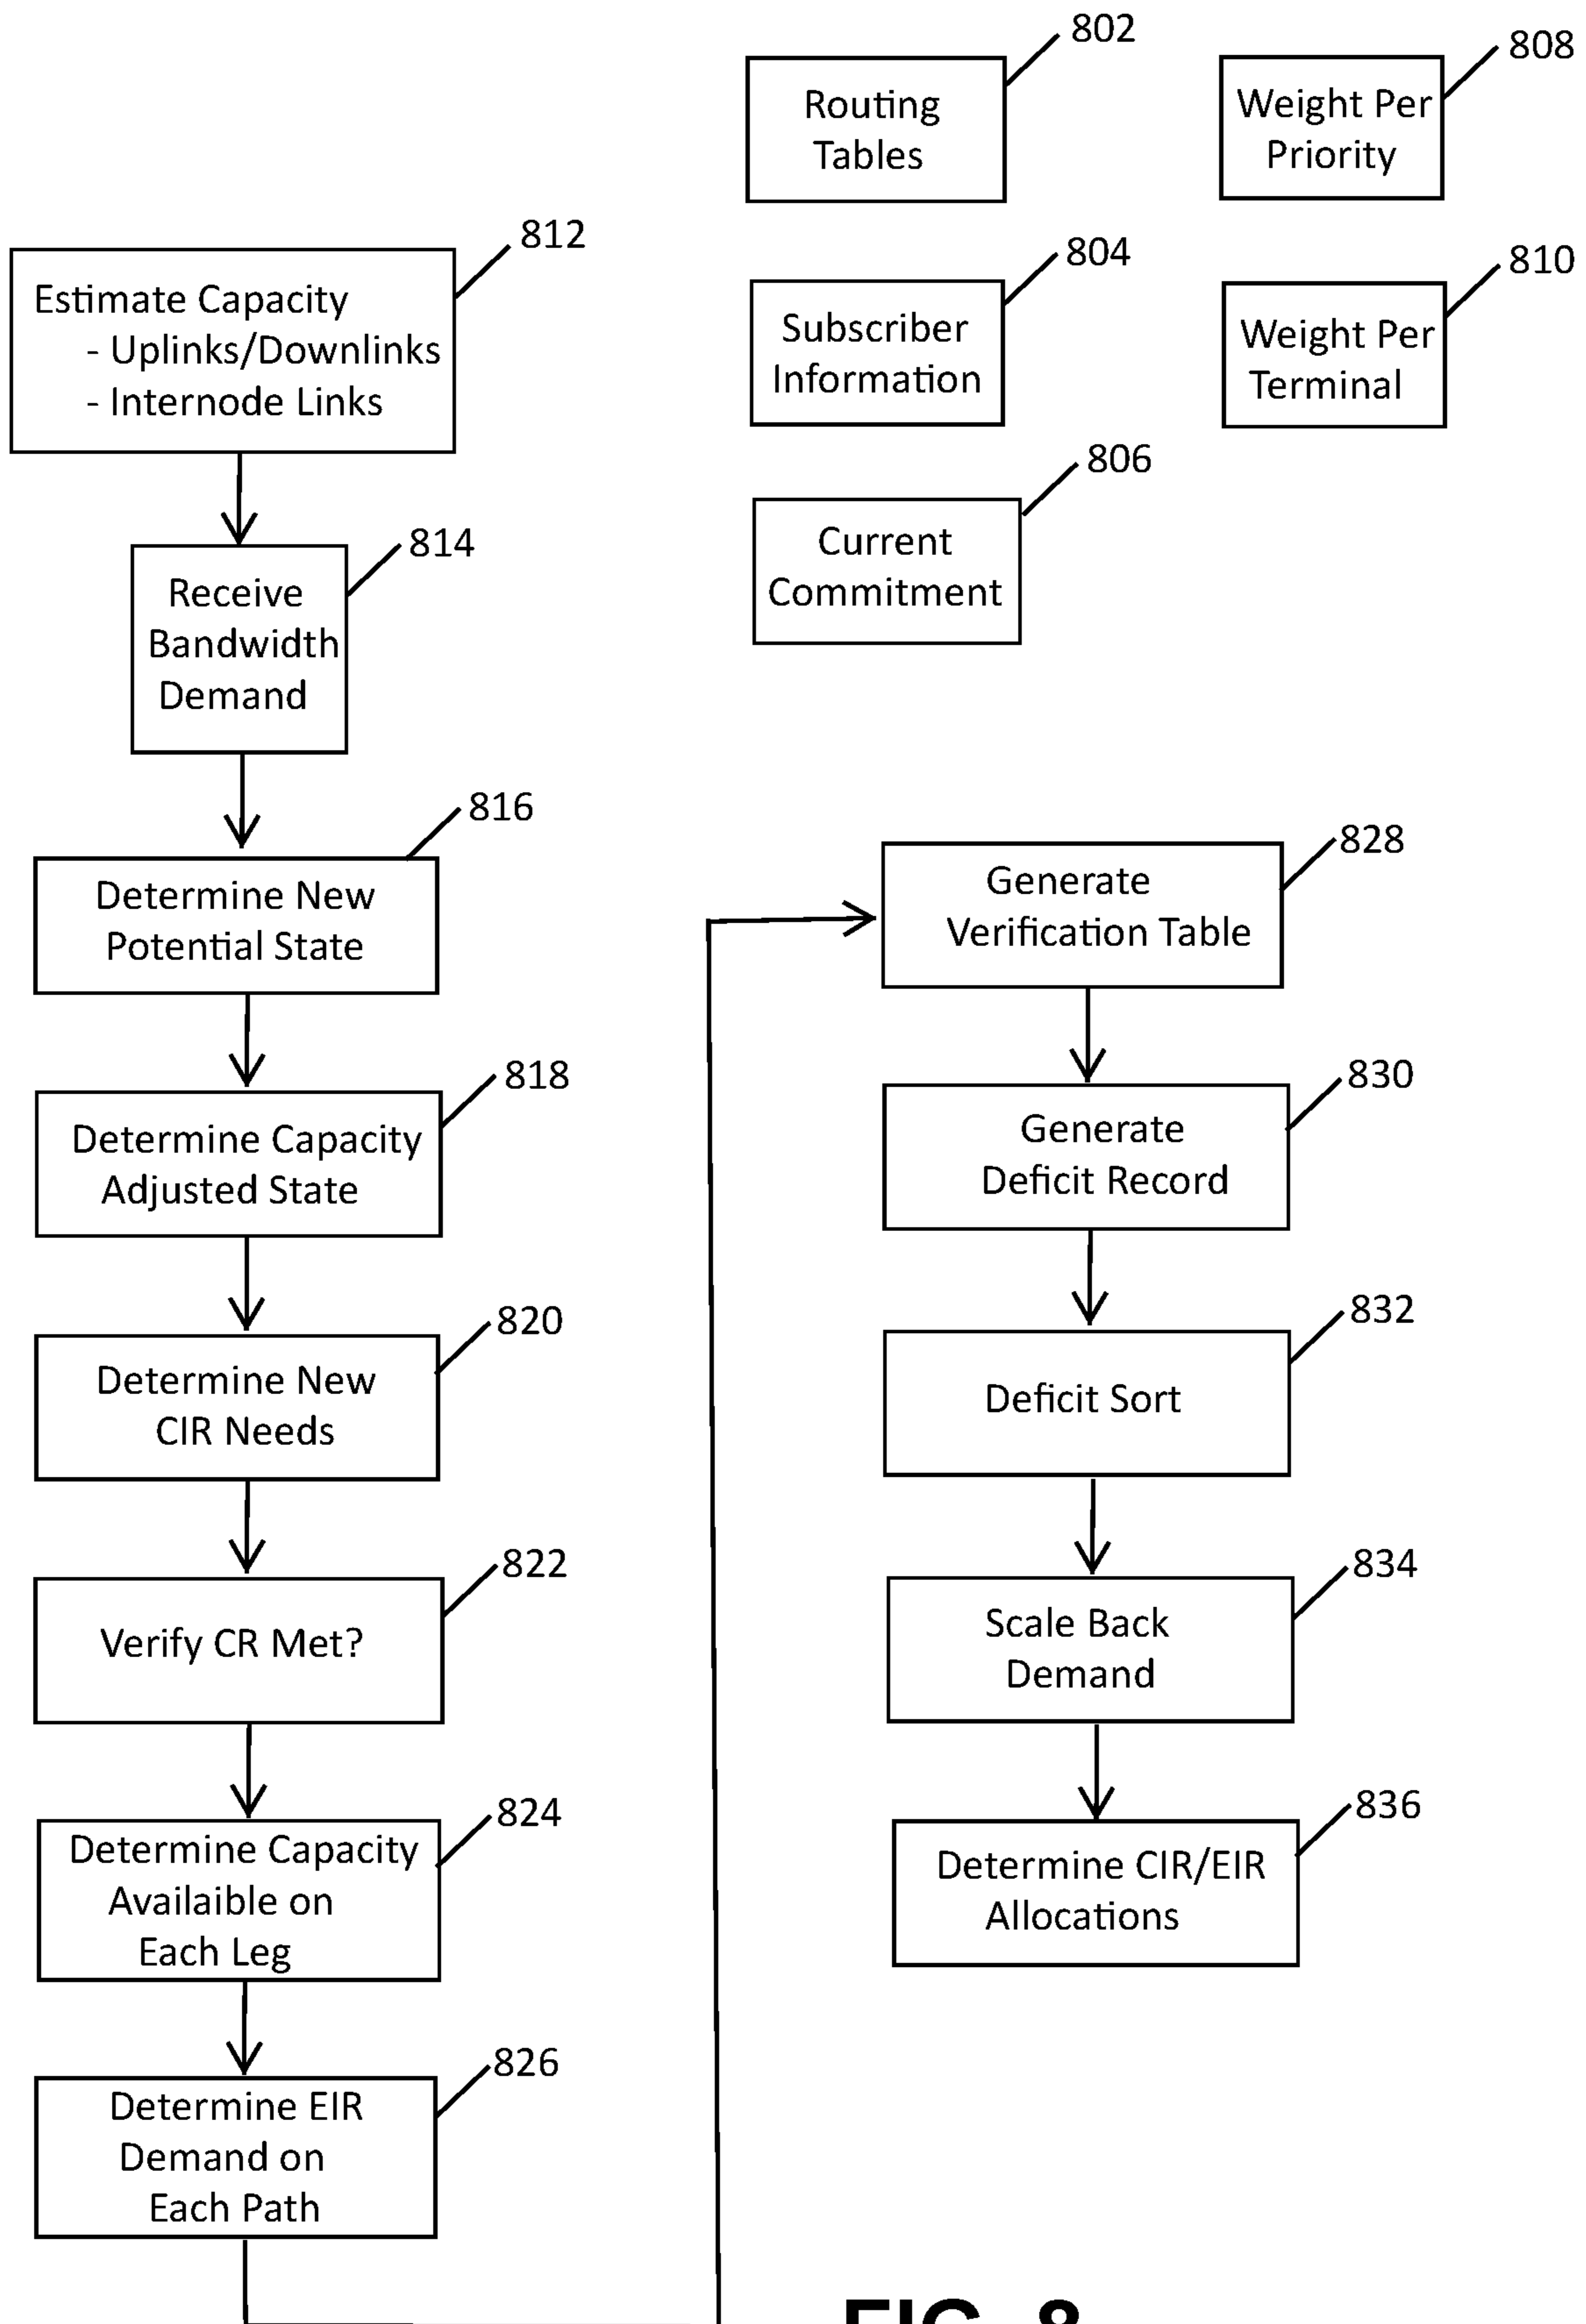 802
Routing
Tables
808
Weight Per
Priority
812
Estimate Capacity
- Uplinks/Downlinks
- Internode Links
804
Subscriber
Information
810
Weight Per
Terminal
806
Current
Commitment
814
Receive
Bandwidth
Demand
816
Determine New
Potential State
818
Determine Capacity
Adjusted State
820
Determine New
CIR Needs
822
Verify CR Met?
824
Determine Capacity
Availaible on
Each Leg
826
Determine EIR
Demand on
Each Path
828
Generate
Verification Table
830
Generate
Deficit Record
832
Deficit Sort
834
Scale Back
Demand
836
Determine CIR/EIR
Allocations
FIG. 8